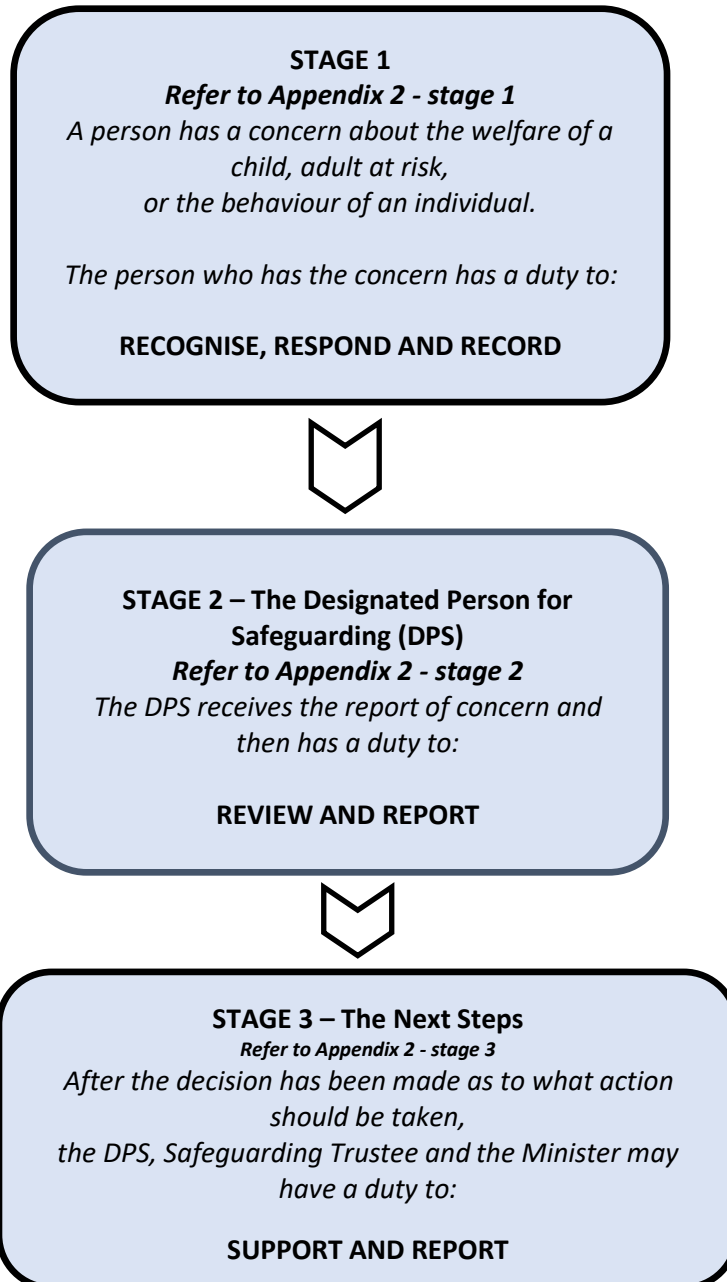 STAGE 1
Refer to Appendix 2 - stage 1
A person has a concern about the welfare of a
child, adult at risk,
or the behaviour of an individual.
The person who has the concern has a duty to:
RECOGNISE, RESPOND AND RECORD
STAGE 2 – The Designated Person for
Safeguarding (DPS)
Refer to Appendix 2 - stage 2
The DPS receives the report of concern and
then has a duty to:
REVIEW AND REPORT
STAGE 3 – The Next Steps
Refer to Appendix 2 - stage 3
After the decision has been made as to what action
should be taken,
the DPS, Safeguarding Trustee and the Minister may
have a duty to:
SUPPORT AND REPORT